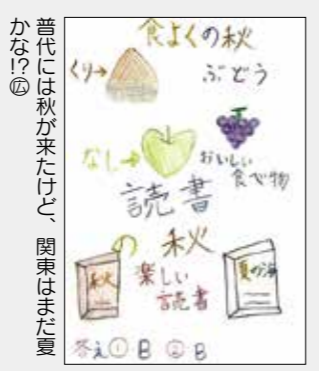 食よくの秋
くり→
ぶどう
なし→
おいしい
食べ物
読書
の秋
秋
楽しい
読書
夏の海
答え① B ② B
普代には秋が来たけど、関東はまだ夏
かな!?㊋